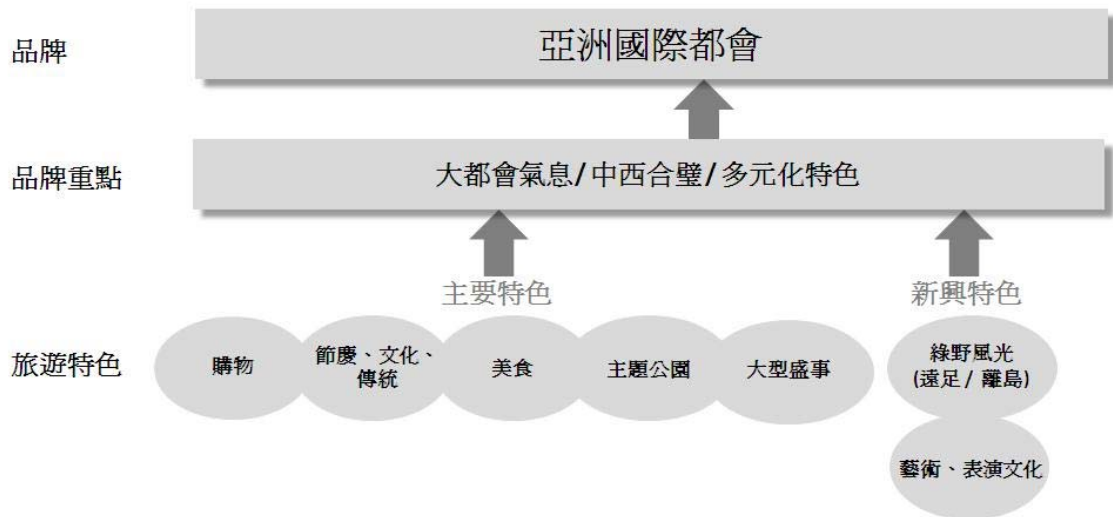 品牌
亞洲國際都會
品牌重點
大都會氣息/中西合璧/多元化特色
主要特色
新興特色
旅遊特色
購物
節慶、文化、
傳統
美食
主題公園
大型盛事
綠野風光
(遠足 / 離島)
藝術、表演文化